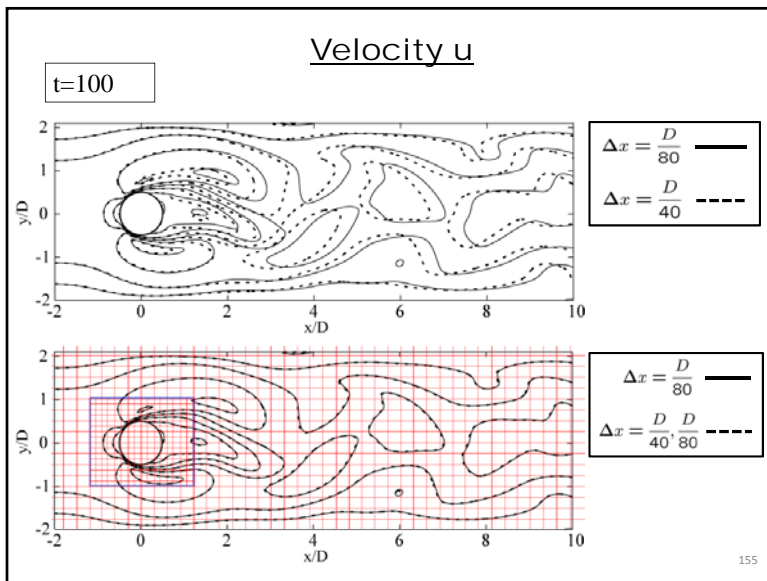 Velocity u
t=100
2
1
0
-1
-2
y/D
-2 0 2 4 6 8 10
x/D
Δx = D/80
Δx = D/40
2
1
0
-1
-2
y/D
-2 0 2 4 6 8 10
x/D
Δx = D/80
Δx = D/40, D/80
155